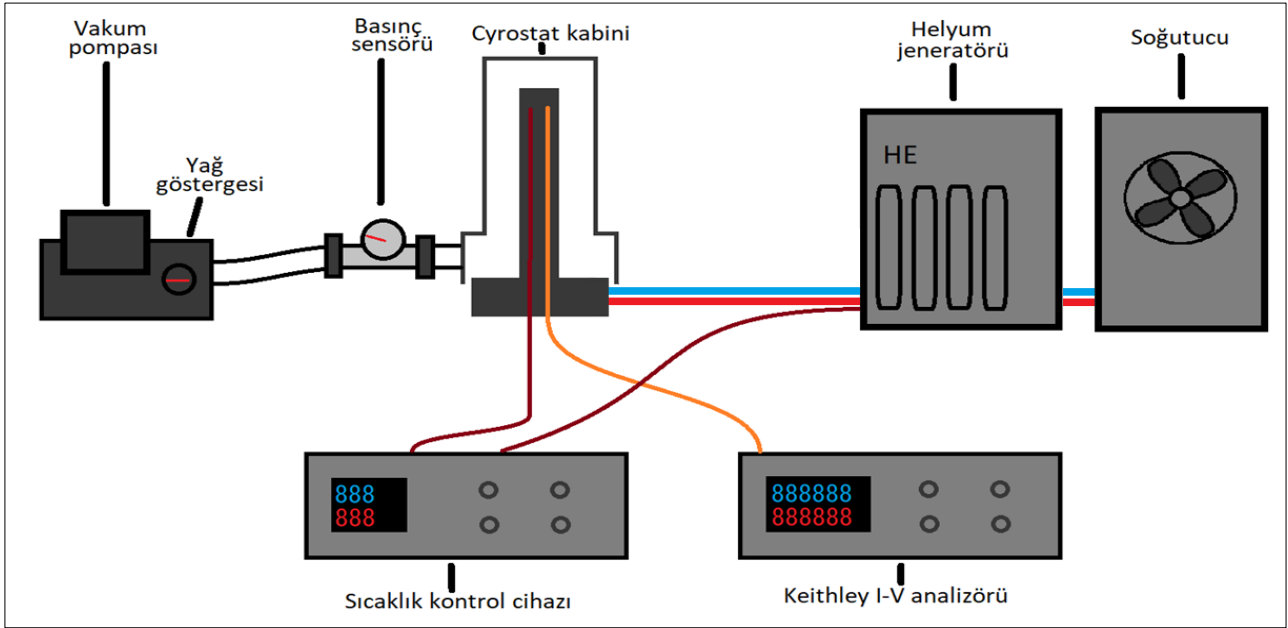 Vakum
pompası
Basınç
sensörü
Cyrostat kabini
Helyum
jeneratörü
Soğutucu
Yağ
göstergesi
HE
888
888
888888
888888
Sıcaklık kontrol cihazı
Keithley I-V analizörü